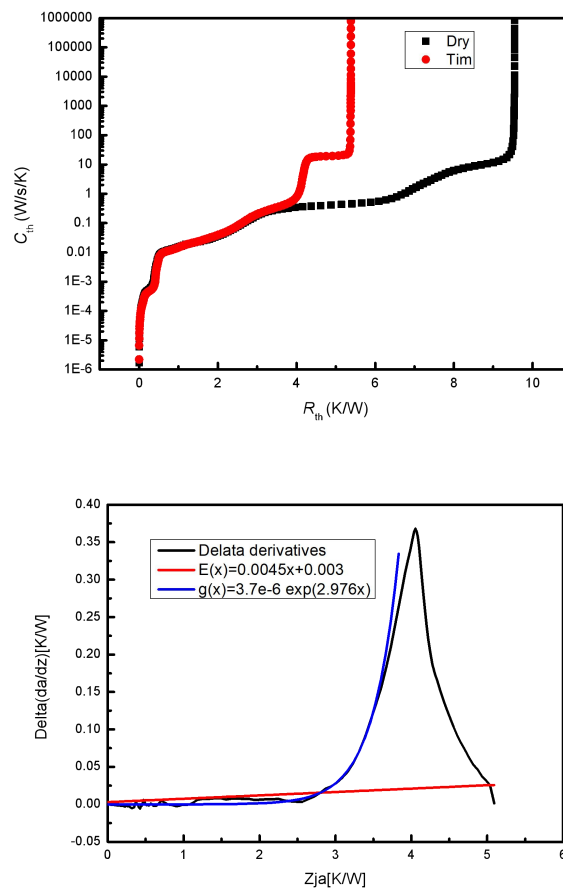 1000000
100000
10000
1000
100
10
1
0.1
0.01
1E-3
1E-4
1E-5
1E-6
C_th (W/s/K)
Dry
Tim
0 2 4 6 8 10
R_th (K/W)
0.40
0.35
0.30
0.25
0.20
0.15
0.10
0.05
0.00
-0.05
Delta(da/dz)[K/W]
Delata derivatives
E(x)=0.0045x+0.003
g(x)=3.7e-6 exp(2.976x)
0 1 2 3 4 5 6
Zja[K/W]